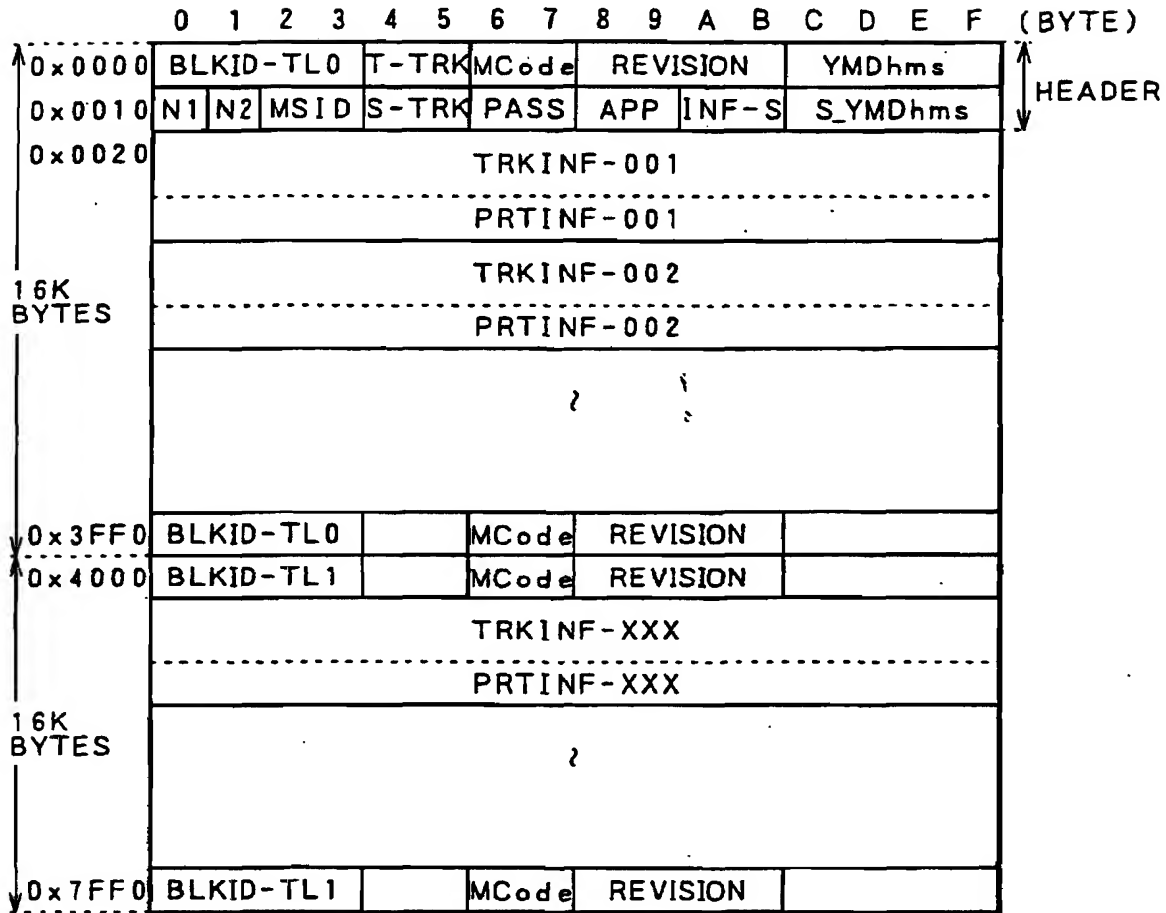 0 1 2 3 4 5 6 7 8 9 A B C D E F (BYTE)
0x0000 BLKID-TL0 T-TRK MCode REVISION YMDhms
HEADER
0x0010 N1 N2 MSID S-TRK PASS APP INF-S S_YMDhms
0x0020 TRKINF-001
PRTINF-001
TRKINF-002
16K
BYTES
PRTINF-002
0x3FF0 BLKID-TL0 MCode REVISION
0x4000 BLKID-TL1 MCode REVISION
TRKINF-XXX
PRTINF-XXX
16K
BYTES
0x7FF0 BLKID-TL1 MCode REVISION